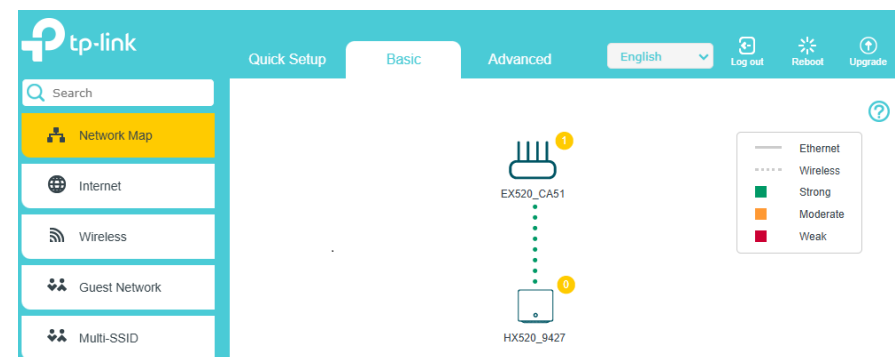 tp-link
Quick Setup
Basic
Advanced
English
Log out
Reboot
Upgrade
Search
Network Map
Internet
Wireless
Guest Network
Multi-SSID
?
1
EX520_CA51
0
HX520_9427
Ethernet
Wireless
Strong
Moderate
Weak